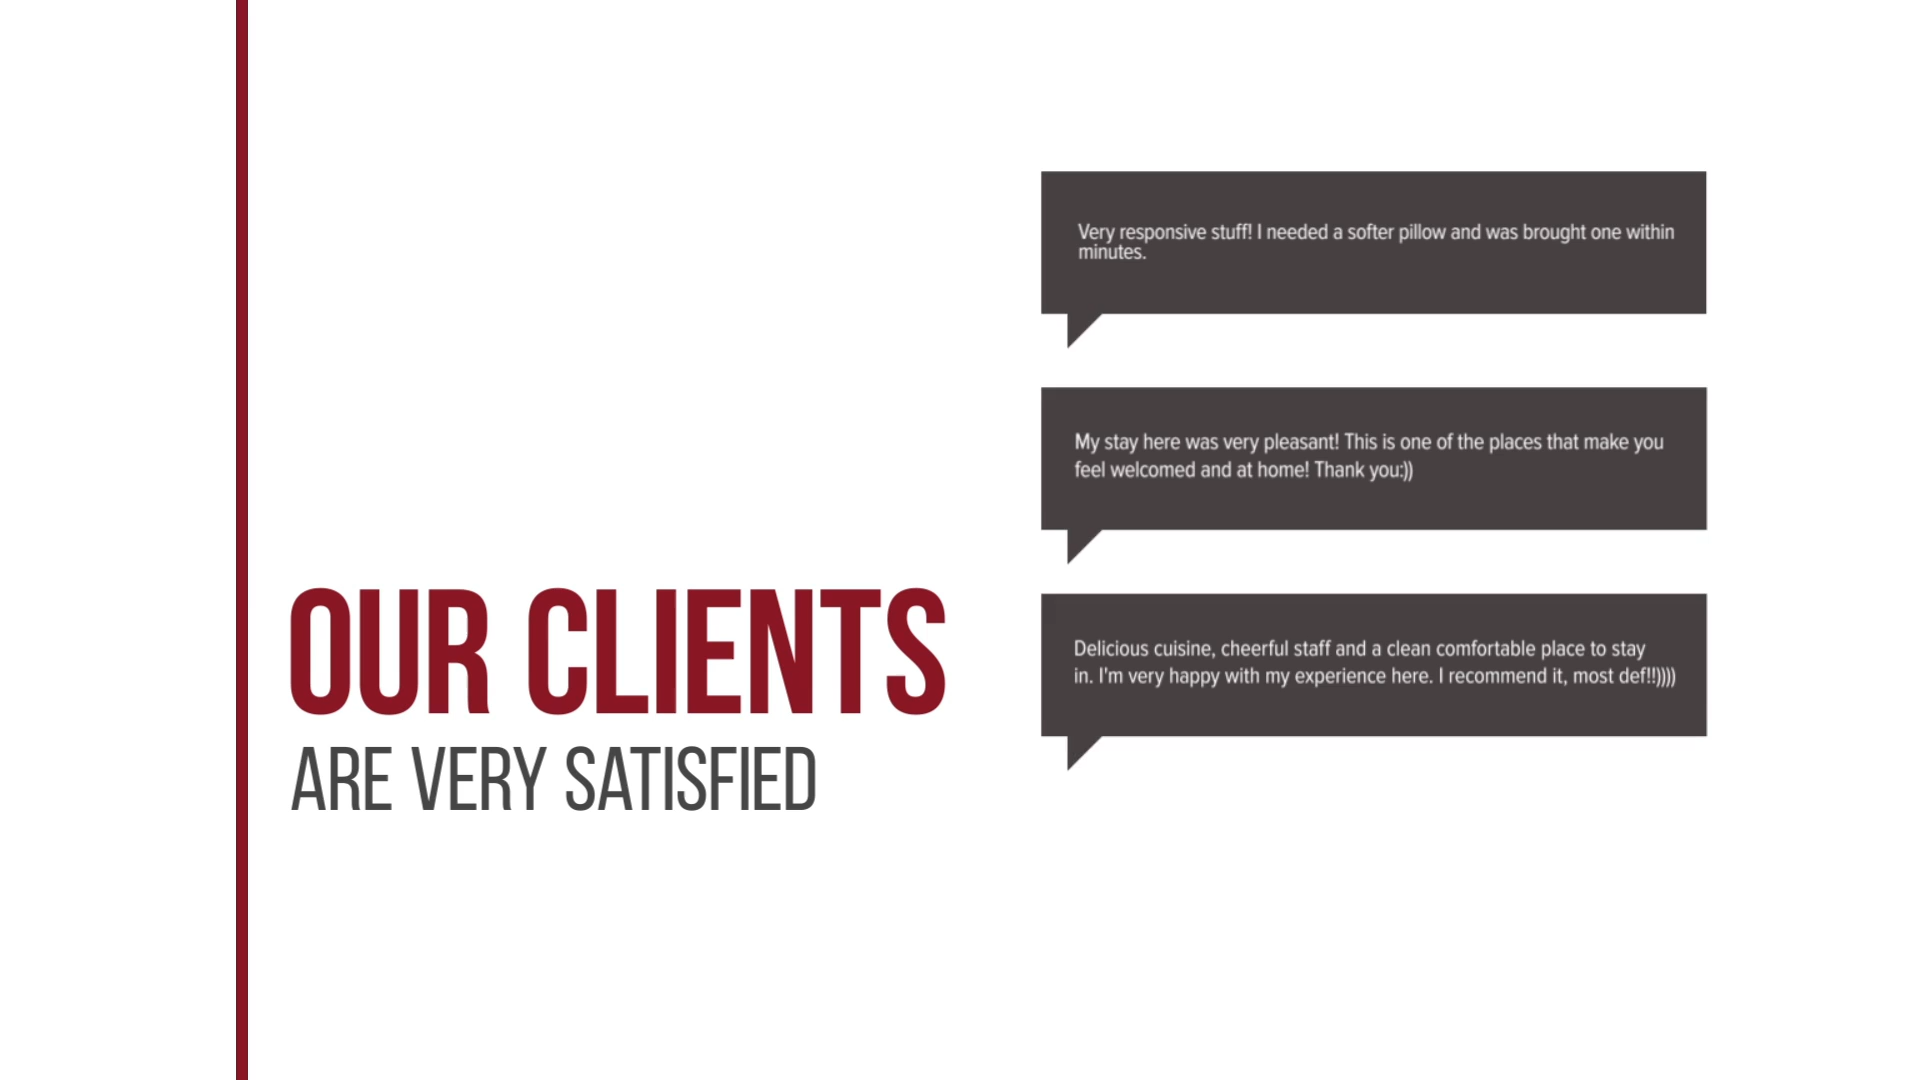 OUR CLIENTS
ARE VERY SATISFIED
Very responsive stuff! I needed a softer pillow and was brought one within
minutes.
My stay here was very pleasant! This is one of the places that make you
feel welcomed and at home! Thank you:))
Delicious cuisine, cheerful staff and a clean comfortable place to stay
in. I'm very happy with my experience here. I recommend it, most def!!))))